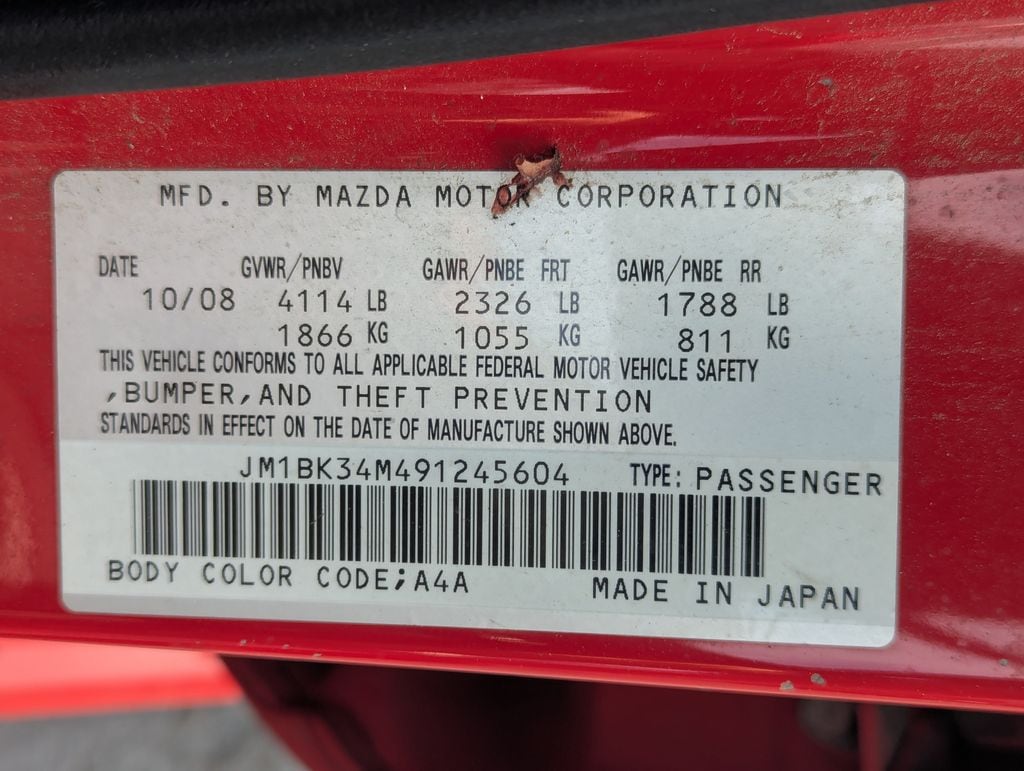 MFD. BY MAZDA MOTOR CORPORATION
DATE GVWR/PNBV GAWR/PNBE FRT GAWR/PNBE RR
10/08 4114 LB 2326 LB 1788 LB
1866 KG 1055 KG 811 KG
THIS VEHICLE CONFORMS TO ALL APPLICABLE FEDERAL MOTOR VEHICLE SAFETY
,BUMPER,AND THEFT PREVENTION
STANDARDS IN EFFECT ON THE DATE OF MANUFACTURE SHOWN ABOVE.
JM1BK34M491245604 TYPE: PASSENGER
BODY COLOR CODE;A4A MADE IN JAPAN